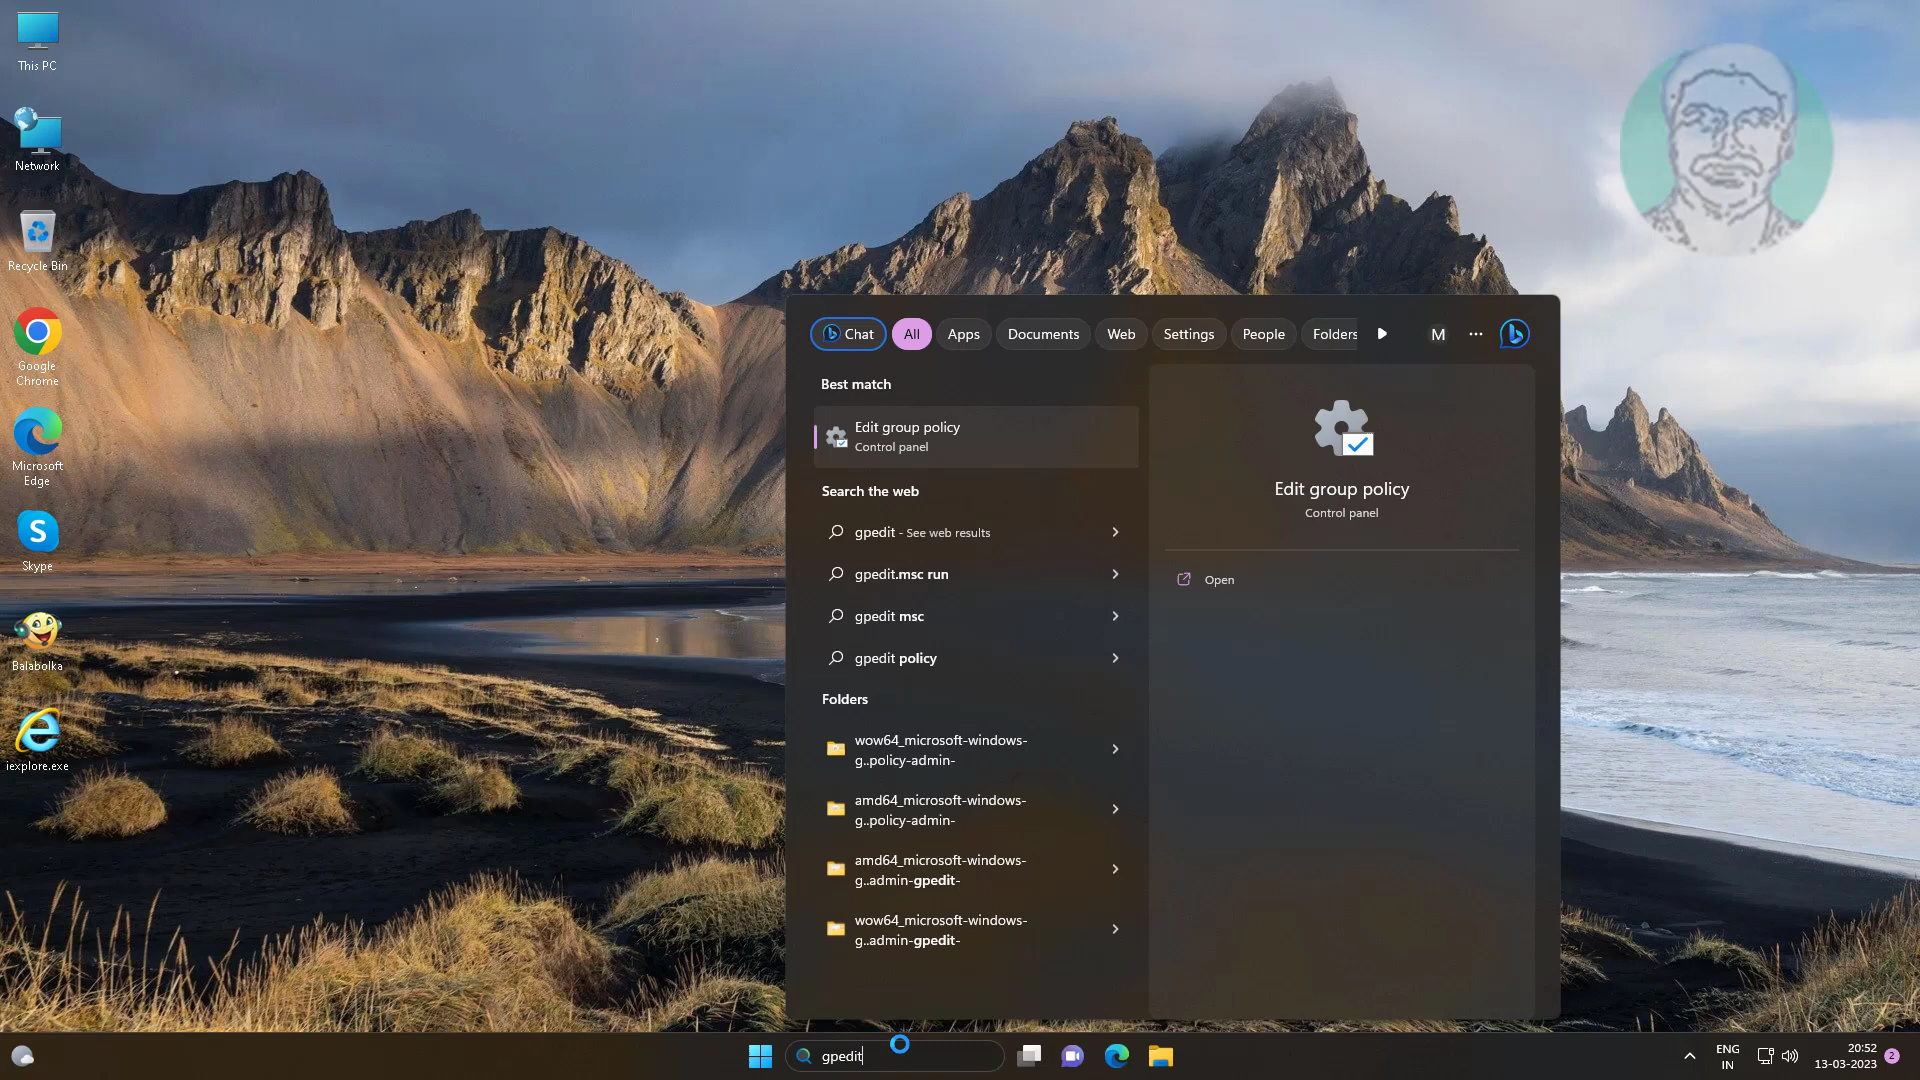 This PC
Network
Recycle Bin
Google
Chrome
Microsoft
Edge
S
Skype
Balabolka
iexplore.exe
Chat
All
Apps
Documents
Web
Settings
People
Folders
M
Best match
Edit group policy
Control panel
Search the web
gpedit - See web results
gpedit.msc run
gpedit msc
gpedit policy
Folders
wow64_microsoft-windows-
g..policy-admin-
amd64_microsoft-windows-
g..policy-admin-
amd64_microsoft-windows-
g..admin-gpedit-
wow64_microsoft-windows-
g..admin-gpedit-
Edit group policy
Control panel
Open
gpedit
ENG
IN
20:52
13-03-2023
2